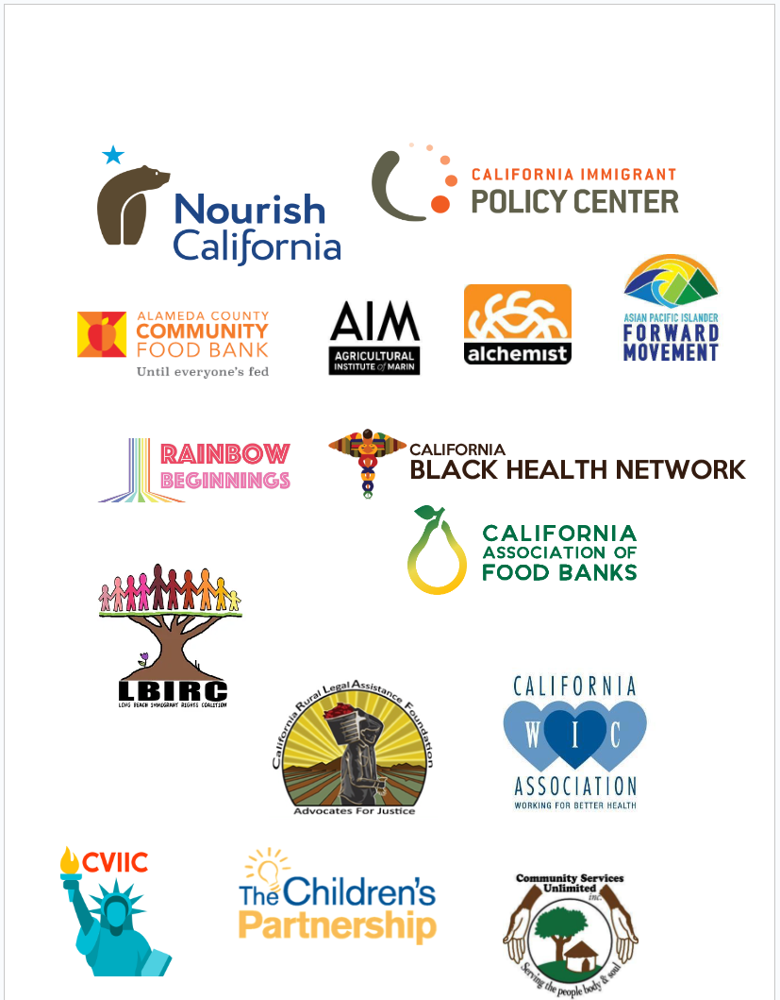 Nourish
California
CALIFORNIA IMMIGRANT
POLICY CENTER
ALAMEDA COUNTY
COMMUNITY
FOOD BANK
Until everyone's fed
AIM
AGRICULTURAL
INSTITUTE of MARIN
alchemist
ASIAN PACIFIC ISLANDER
FORWARD
MOVEMENT
RAINBOW
BEGINNINGS
CALIFORNIA
BLACK HEALTH NETWORK
CALIFORNIA
ASSOCIATION OF
FOOD BANKS
LBIRC
LONG BEACH IMMIGRANT RIGHTS COALITION
California Rural Legal Assistance Foundation
Advocates For Justice
CALIFORNIA
W I C
ASSOCIATION
WORKING FOR BETTER HEALTH
CVIIC
The Children's
Partnership
Community Services
Unlimited
inc.
Serving the people body & soul